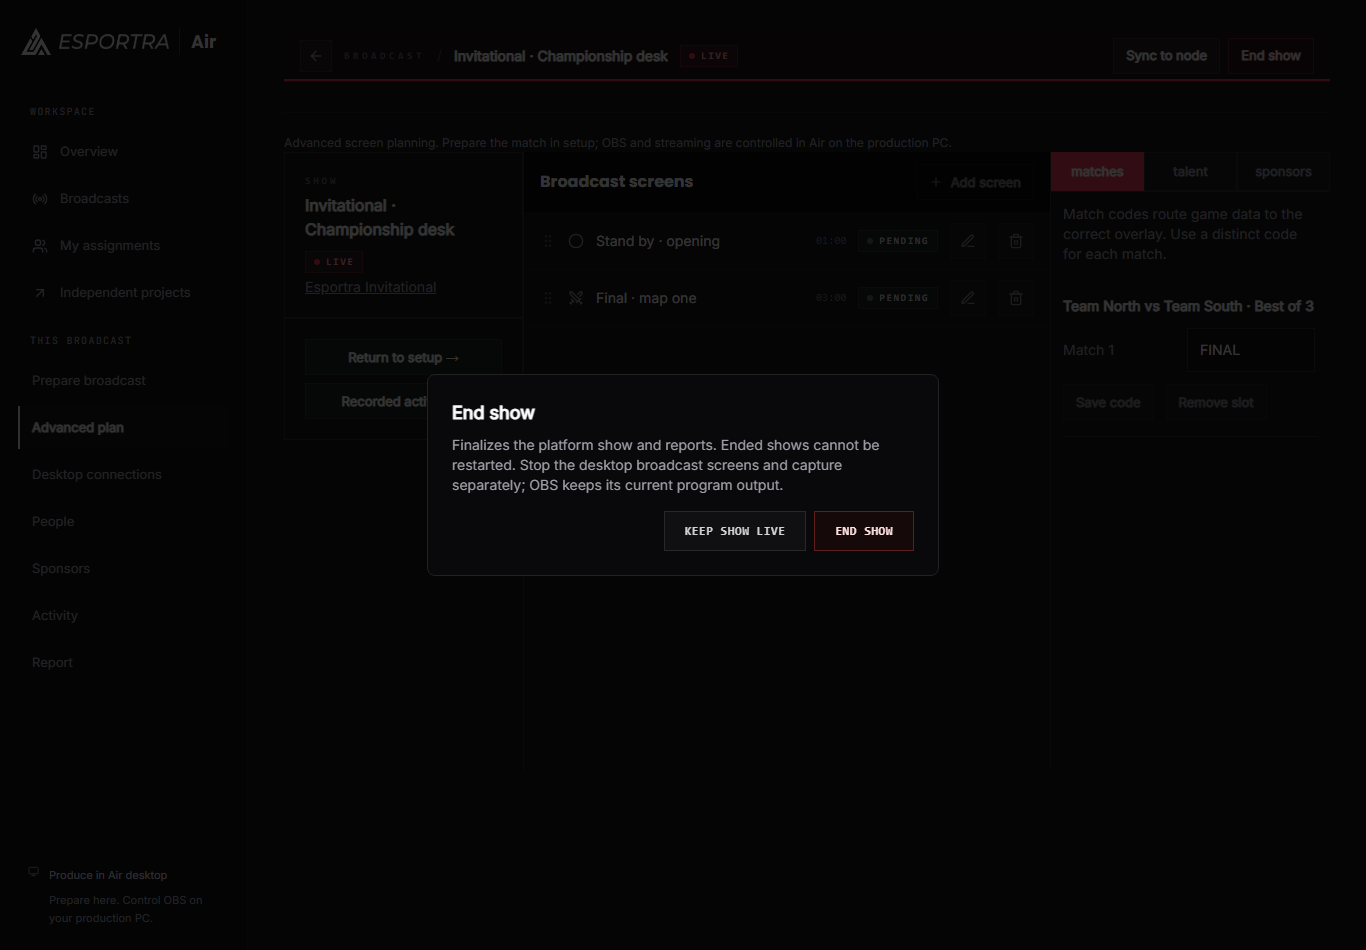 ESPORTRA Air
WORKSPACE
Overview
Broadcasts
My assignments
Independent projects
THIS BROADCAST
Prepare broadcast
Advanced plan
Desktop connections
People
Sponsors
Activity
Report
Produce in Air desktop
Prepare here. Control OBS on
your production PC.
BROADCAST / Invitational · Championship desk LIVE
Sync to node
End show
Advanced screen planning. Prepare the match in setup; OBS and streaming are controlled in Air on the production PC.
SHOW
Invitational ·
Championship desk
LIVE
Esportra Invitational
Return to setup →
Recorded acti
Broadcast screens
+ Add screen
Stand by · opening 01:00 PENDING
Final · map one 03:00 PENDING
matches talent sponsors
Match codes route game data to the
correct overlay. Use a distinct code
for each match.
Team North vs Team South · Best of 3
Match 1 FINAL
Save code Remove slot
End show
Finalizes the platform show and reports. Ended shows cannot be
restarted. Stop the desktop broadcast screens and capture
separately; OBS keeps its current program output.
KEEP SHOW LIVE END SHOW